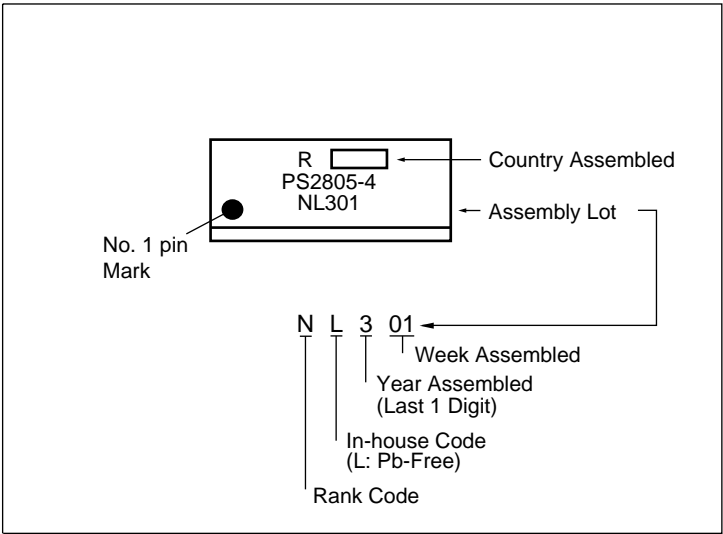 R
Country Assembled
PS2805-4
NL301
Assembly Lot
No. 1 pin
Mark
N L 3 01
Week Assembled
Year Assembled
(Last 1 Digit)
In-house Code
(L: Pb-Free)
Rank Code